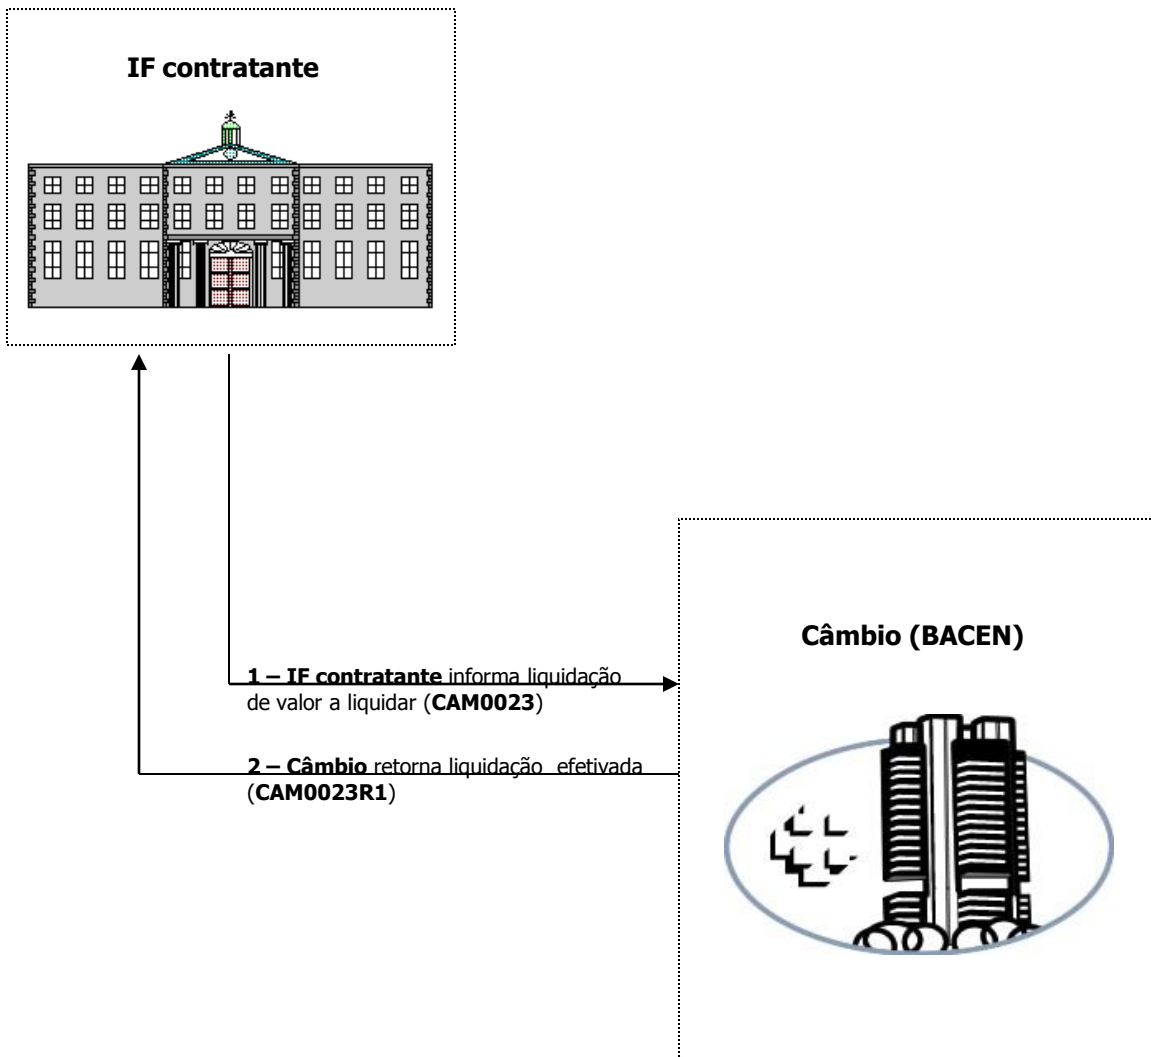 IF contratante
Câmbio (BACEN)
1 – IF contratante informa liquidação
de valor a liquidar (CAM0023)
2 – Câmbio retorna liquidação efetivada
(CAM0023R1)